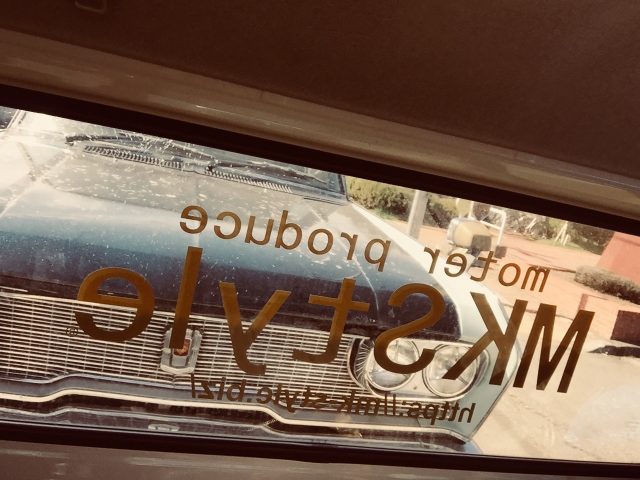 moter produce
MKStyle
https://mk-style.biz/